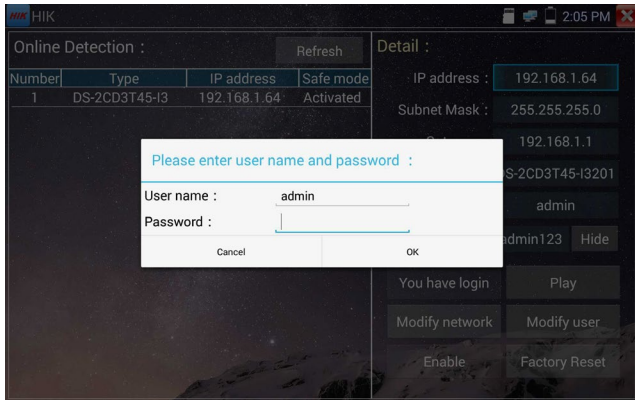 HIK HIK 2:05 PM
Online Detection :
Refresh
Number Type IP address Safe mode
1 DS-2CD3T45-I3 192.168.1.64 Activated
Detail :
IP address : 192.168.1.64
Subnet Mask : 255.255.255.0
192.168.1.1
S-2CD3T45-I3201
admin
admin123 Hide
You have login Play
Modify network Modify user
Enable Factory Reset
Please enter user name and password :
User name : admin
Password :
Cancel OK